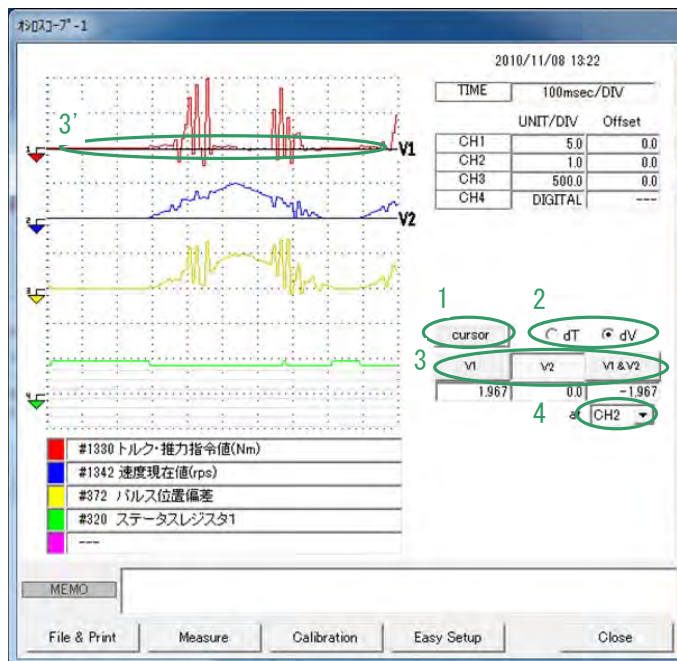 オシロスコープ-1
2010/11/08 13:22
TIME 100msec/DIV
UNIT/DIV Offset
CH1 5.0 0.0
CH2 1.0 0.0
CH3 500.0 0.0
CH4 DIGITAL ---
3'
1
V1
2
V2
3
4
1 2
cursor dT dV
3 V1 V2 V1 &V2
1.967 0.0 -1.967
4 at CH2
#1330 トルク・推力指令値(Nm)
#1342 速度現在値(rps)
#372 パルス位置偏差
#320 ステータスレジスタ1
---
MEMO
File & Print Measure Calibration Easy Setup Close